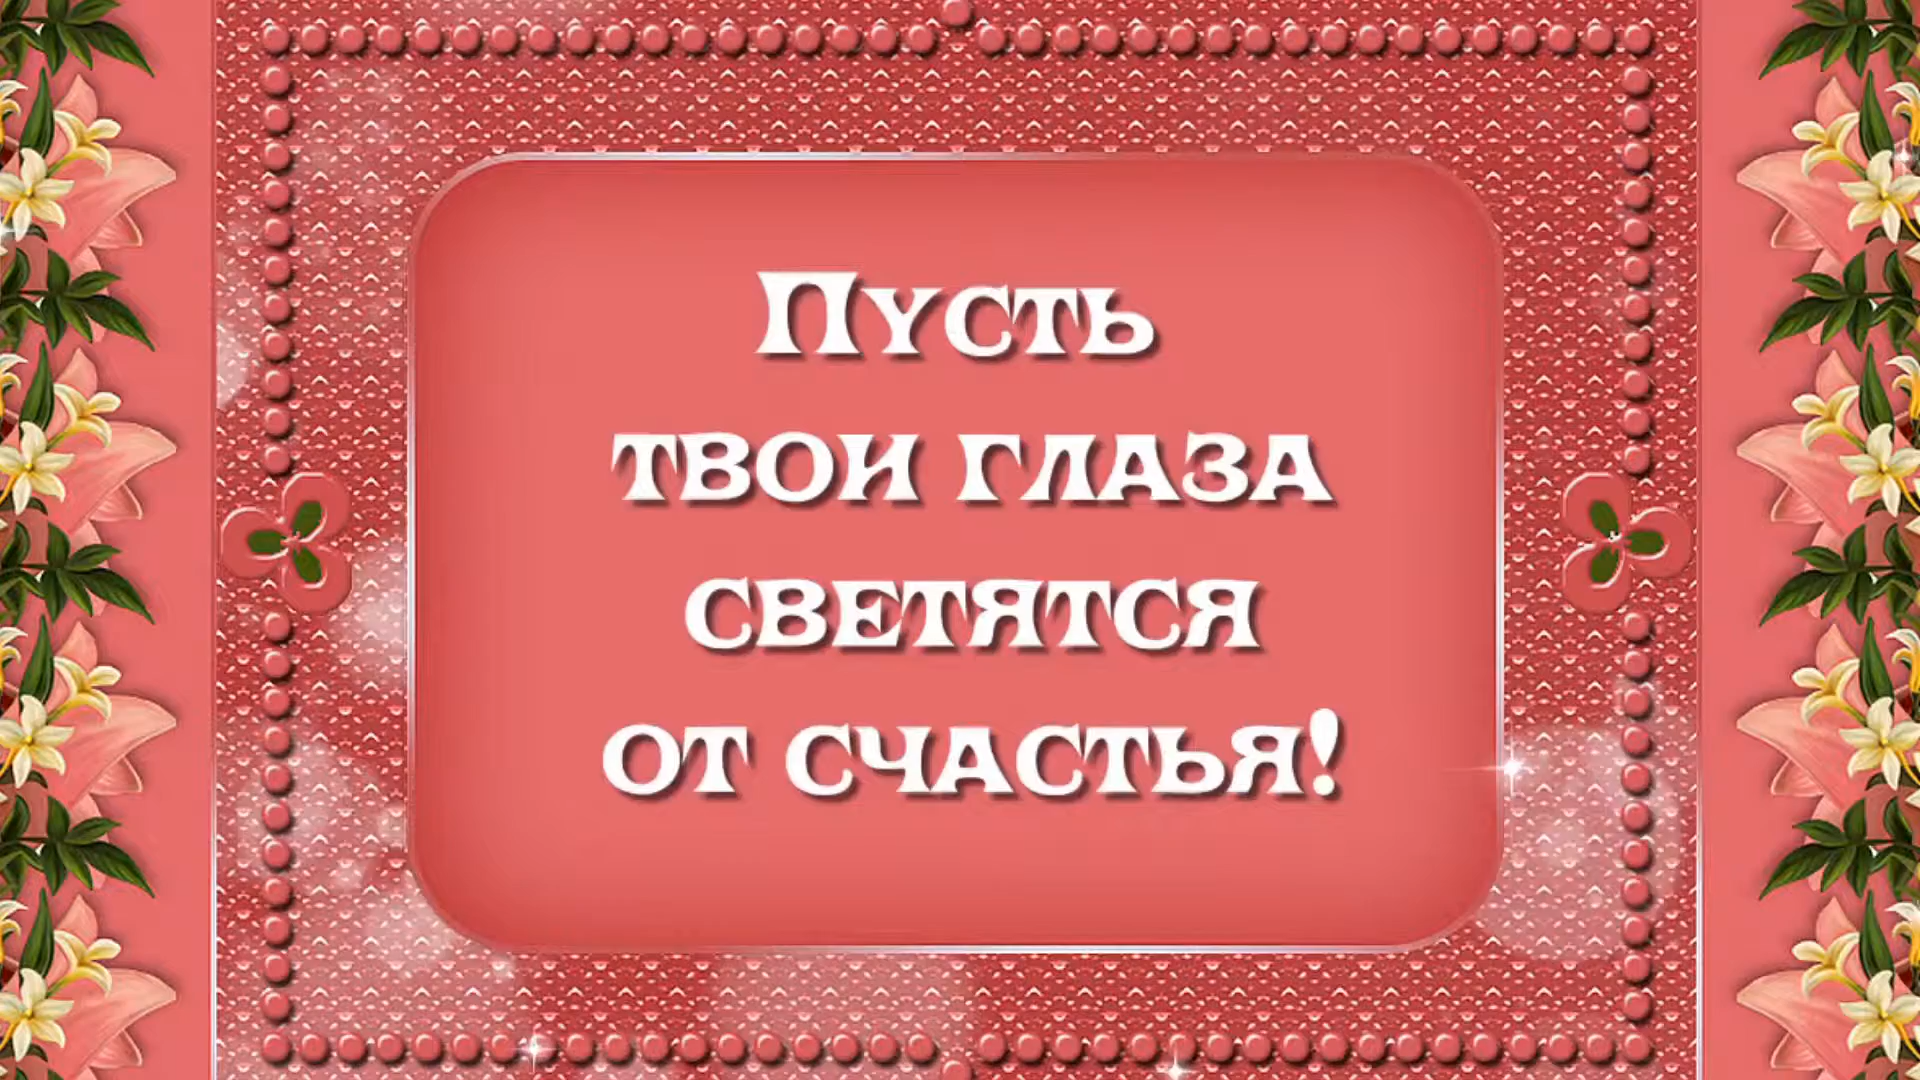 Пусть
твои глаза
светятся
от счастья!